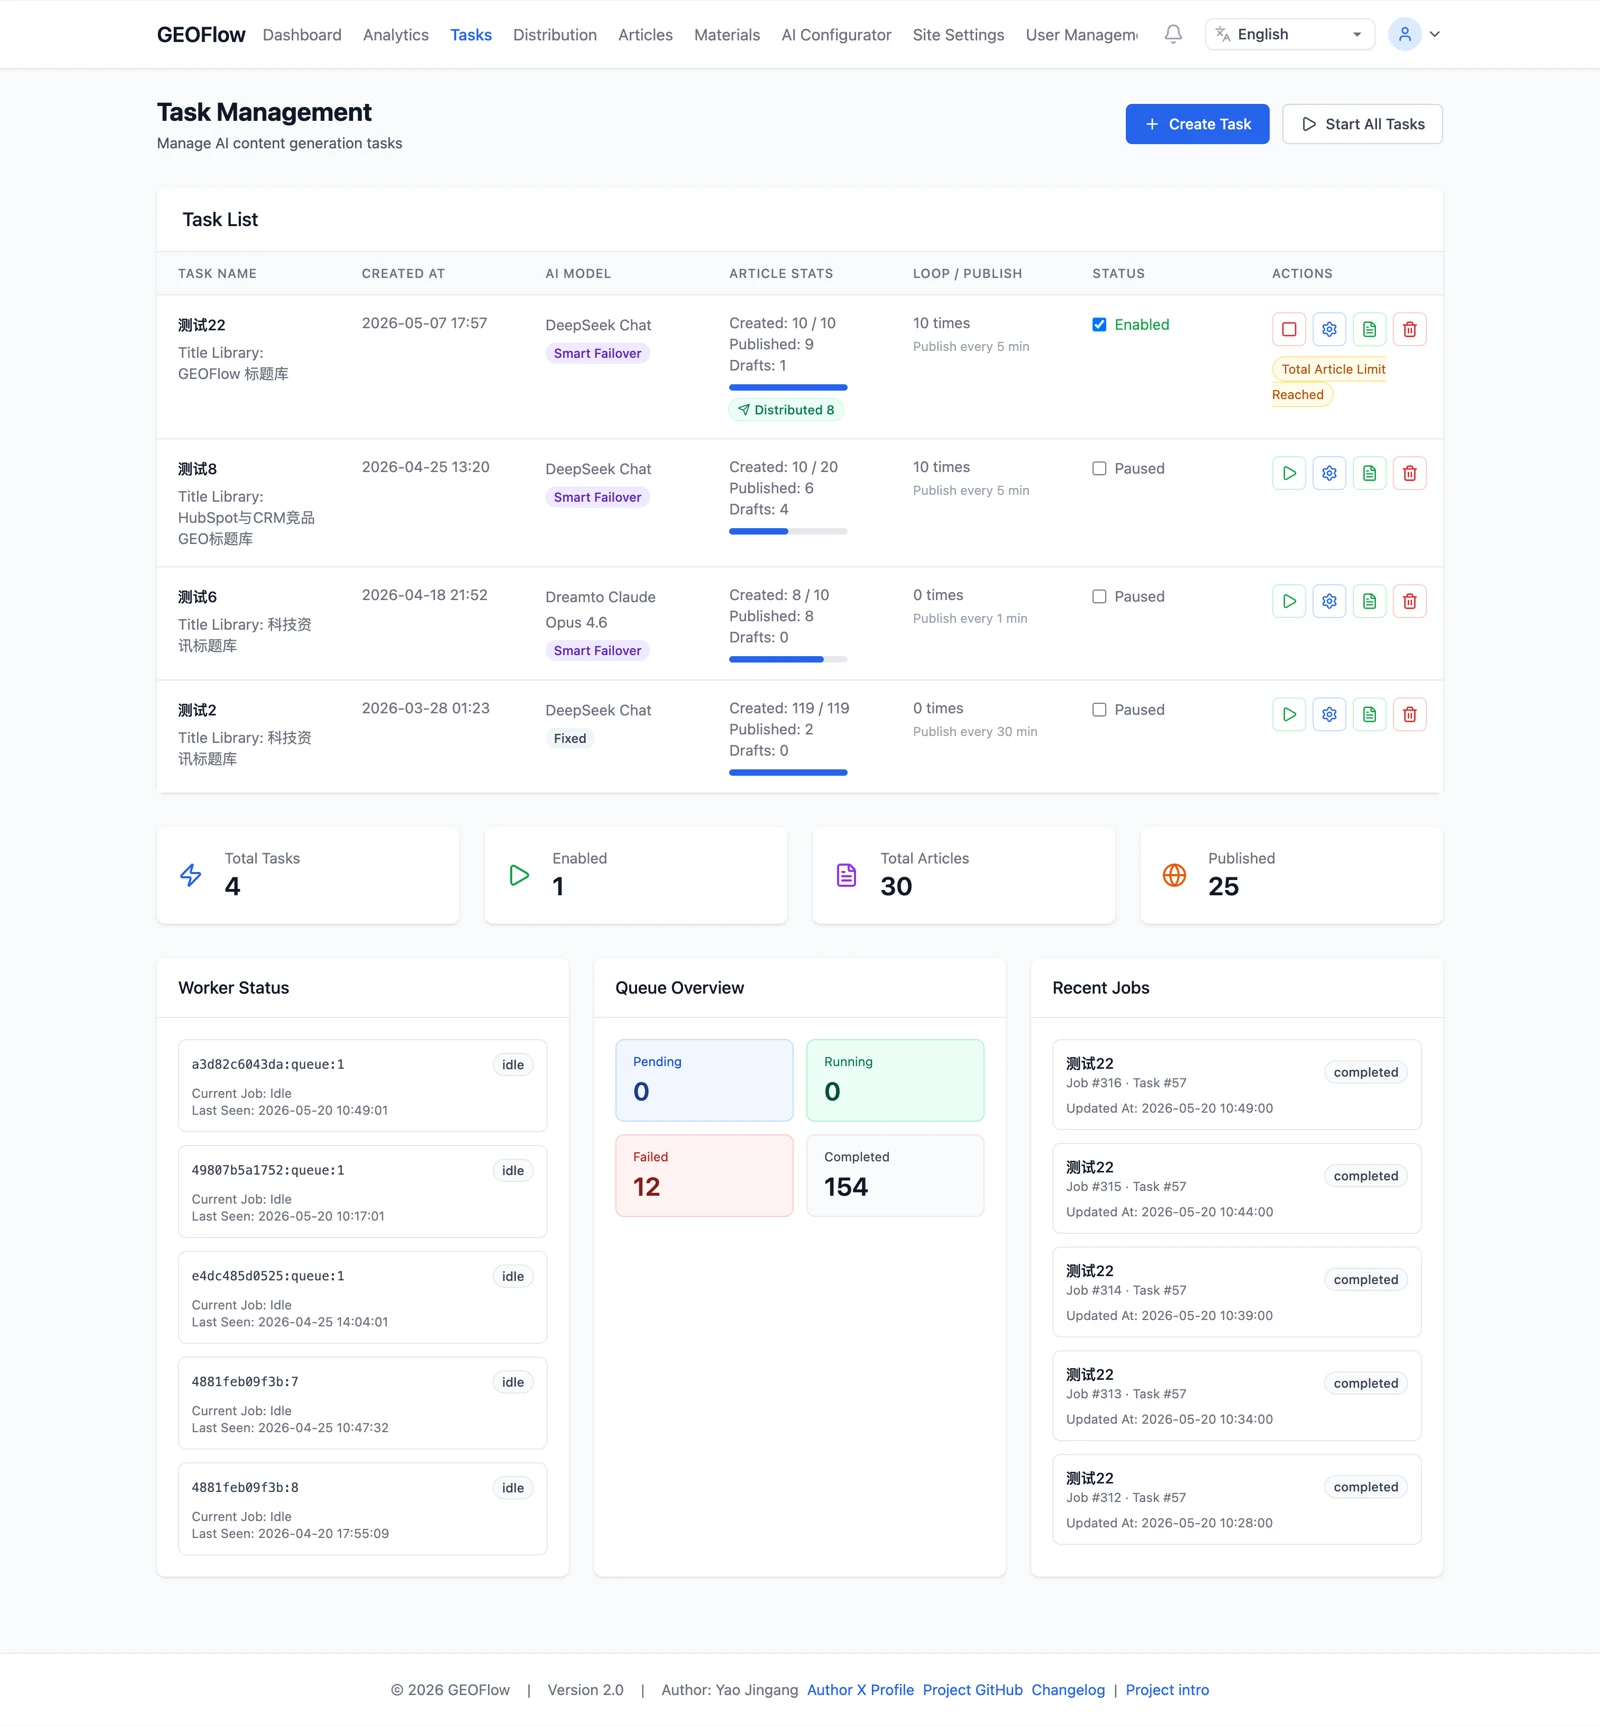 GEOFlow Dashboard Analytics Tasks Distribution Articles Materials AI Configurator Site Settings User Managem English
Task Management
Manage AI content generation tasks
Create Task Start All Tasks
Task List
TASK NAME CREATED AT AI MODEL ARTICLE STATS LOOP / PUBLISH STATUS ACTIONS
测试22
Title Library:
GEOFlow 标题库
2026-05-07 17:57
DeepSeek Chat
Smart Failover
Created: 10 / 10
Published: 9
Drafts: 1
Distributed 8
10 times
Publish every 5 min
Enabled
Total Article Limit
Reached
测试8
Title Library:
HubSpot与CRM竞品
GEO标题库
2026-04-25 13:20
DeepSeek Chat
Smart Failover
Created: 10 / 20
Published: 6
Drafts: 4
10 times
Publish every 5 min
Paused
测试6
Title Library: 科技资
讯标题库
2026-04-18 21:52
Dreamto Claude
Opus 4.6
Smart Failover
Created: 8 / 10
Published: 8
Drafts: 0
0 times
Publish every 1 min
Paused
测试2
Title Library: 科技资
讯标题库
2026-03-28 01:23
DeepSeek Chat
Fixed
Created: 119 / 119
Published: 2
Drafts: 0
0 times
Publish every 30 min
Paused
Total Tasks
4
Enabled
1
Total Articles
30
Published
25
Worker Status
a3d82c6043da:queue:1 idle
Current Job: Idle
Last Seen: 2026-05-20 10:49:01
49807b5a1752:queue:1 idle
Current Job: Idle
Last Seen: 2026-05-20 10:17:01
e4dc485d0525:queue:1 idle
Current Job: Idle
Last Seen: 2026-04-25 14:04:01
4881feb09f3b:7 idle
Current Job: Idle
Last Seen: 2026-04-25 10:47:32
4881feb09f3b:8 idle
Current Job: Idle
Last Seen: 2026-04-20 17:55:09
Queue Overview
Pending
0
Running
0
Failed
12
Completed
154
Recent Jobs
测试22
Job #316 · Task #57
completed
Updated At: 2026-05-20 10:49:00
测试22
Job #315 · Task #57
completed
Updated At: 2026-05-20 10:44:00
测试22
Job #314 · Task #57
completed
Updated At: 2026-05-20 10:39:00
测试22
Job #313 · Task #57
completed
Updated At: 2026-05-20 10:34:00
测试22
Job #312 · Task #57
completed
Updated At: 2026-05-20 10:28:00
© 2026 GEOFlow | Version 2.0 | Author: Yao Jingang Author X Profile Project GitHub Changelog | Project intro